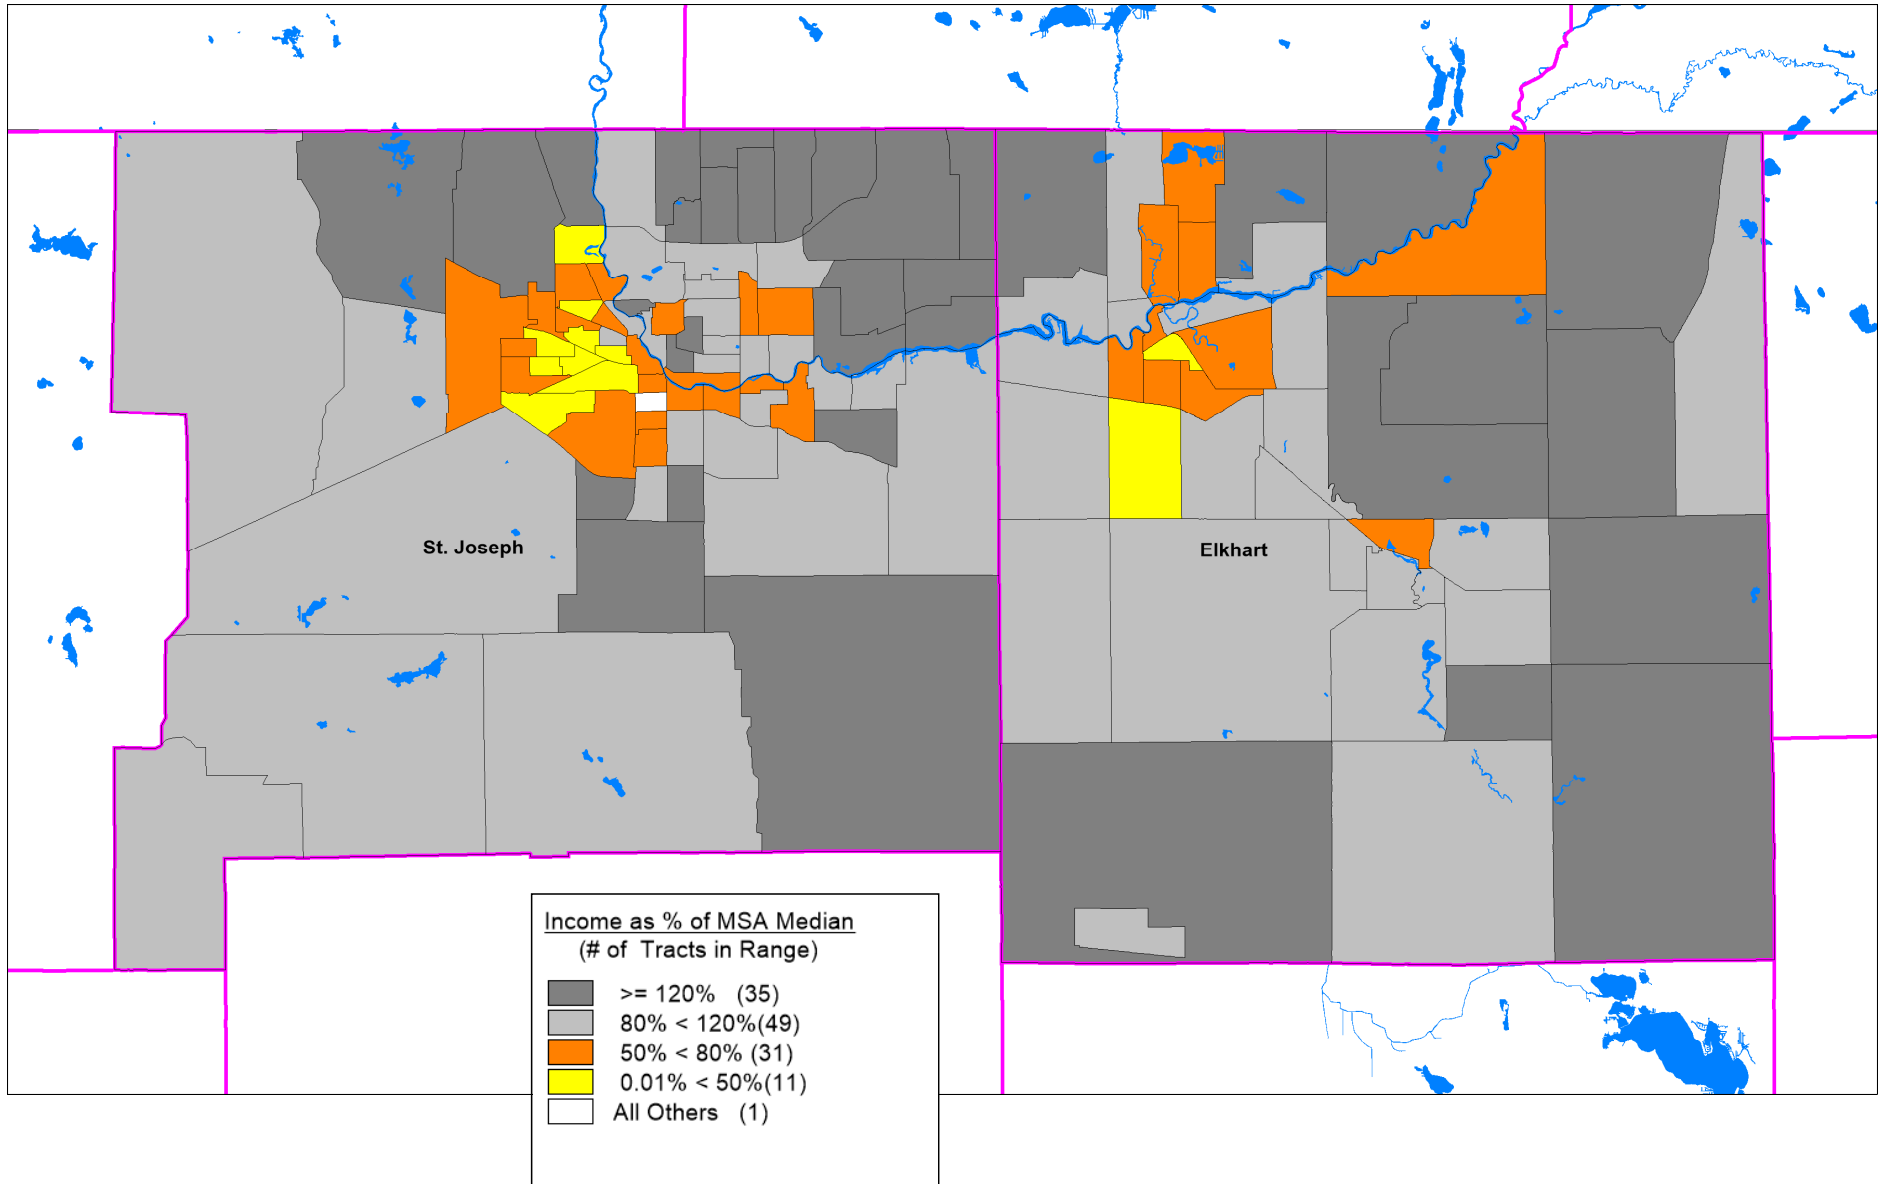 St. Joseph
Elkhart
Income as % of MSA Median
(# of Tracts in Range)
>= 120% (35)
80% < 120%(49)
50% < 80% (31)
0.01% < 50%(11)
All Others (1)